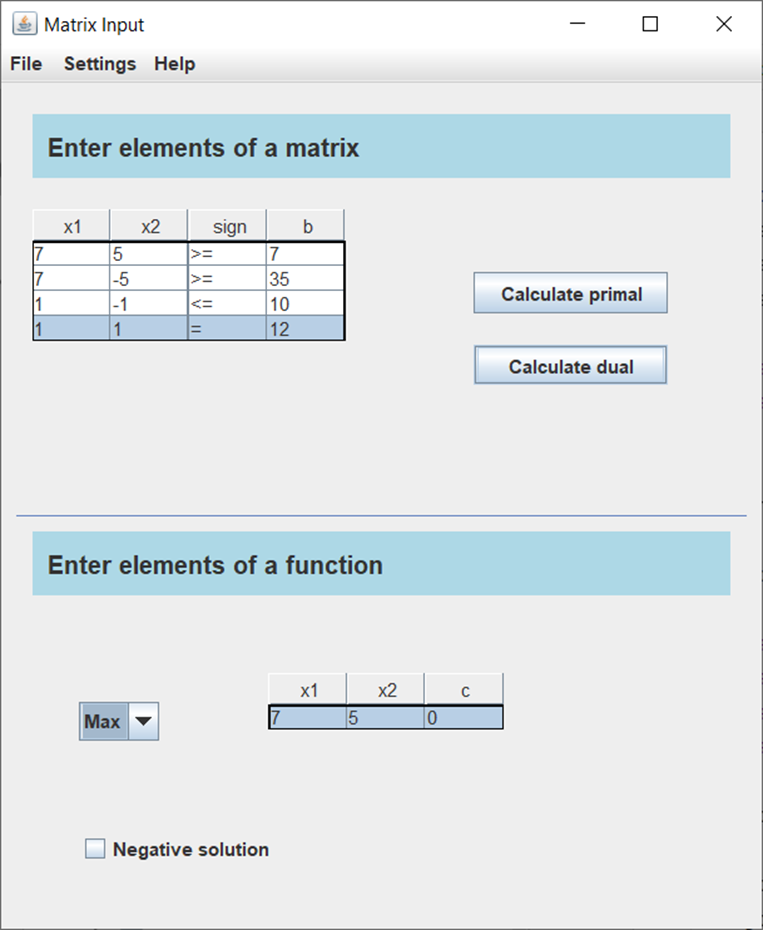 Matrix Input
File Settings Help
Enter elements of a matrix
x1 x2 sign b
7 5 >= 7
7 -5 >= 35
1 -1 <= 10
1 1 = 12
Calculate primal
Calculate dual
Enter elements of a function
x1 x2 c
7 5 0
Max
Negative solution